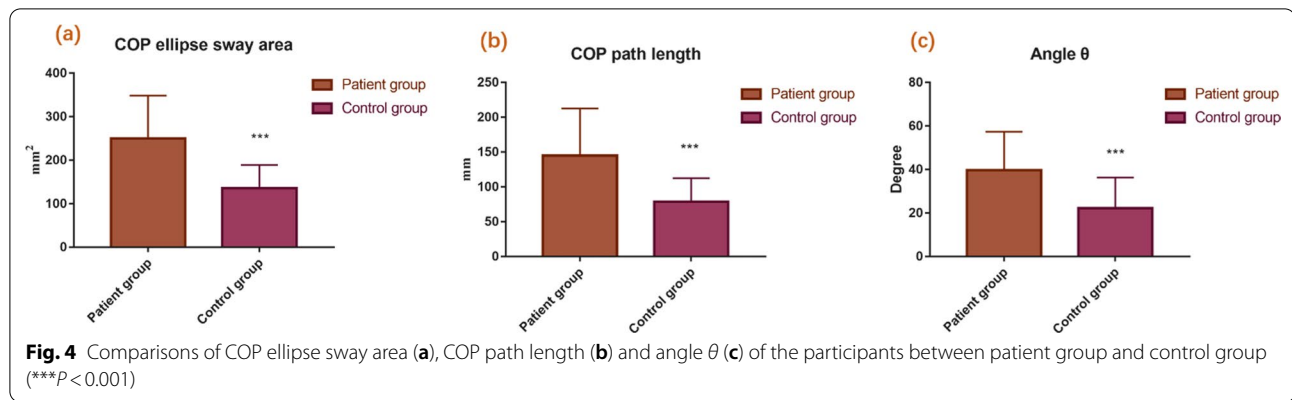 (a)
COP ellipse sway area
400
300
200
100
0
mm²
***
Patient group
Control group
Patient group
Control group
(b)
COP path length
250
200
150
100
50
0
mm
***
Patient group
Control group
Patient group
Control group
(c)
Angle θ
80
60
40
20
0
Degree
***
Patient group
Control group
Patient group
Control group
Fig. 4 Comparisons of COP ellipse sway area (a), COP path length (b) and angle θ (c) of the participants between patient group and control group
(***P < 0.001)